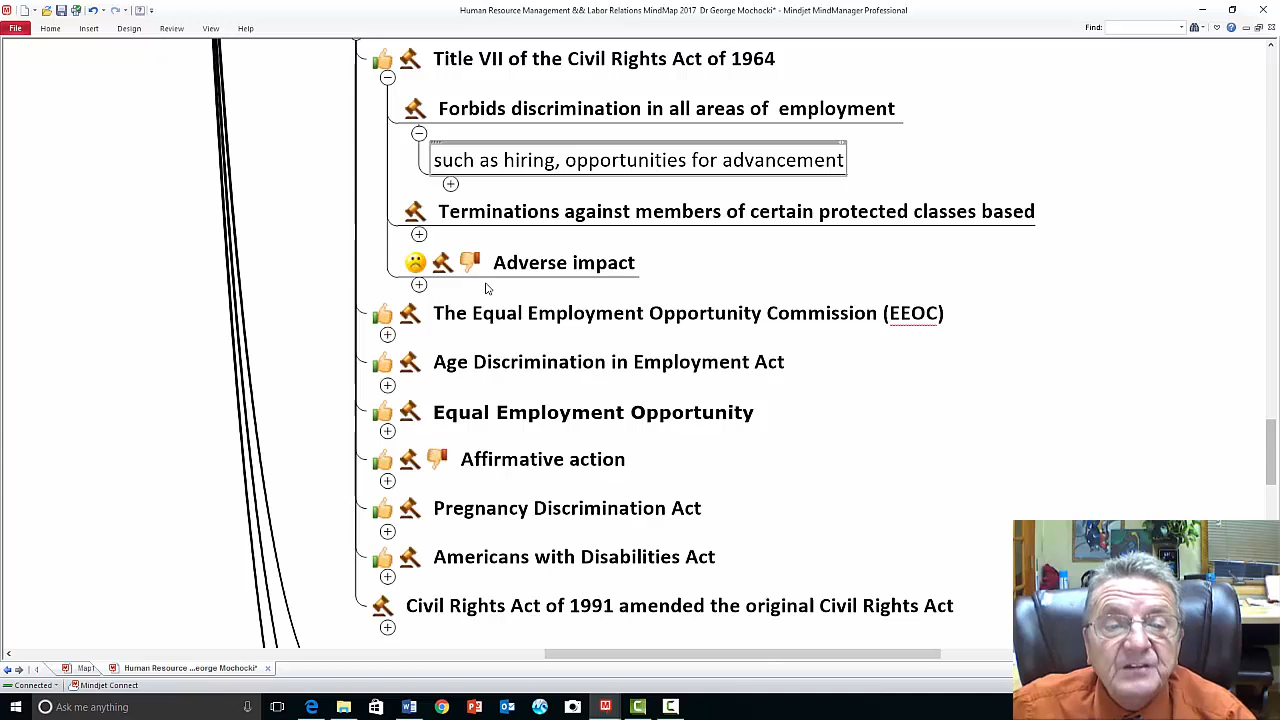 Human Resource Management && Labor Relations MindMap 2017 Dr George Mochocki* - Mindjet MindManager Professional
File Home Insert Design Review View Help Find:
Title VII of the Civil Rights Act of 1964
Forbids discrimination in all areas of employment
such as hiring, opportunities for advancement
Terminations against members of certain protected classes based
Adverse impact
The Equal Employment Opportunity Commission (EEOC)
Age Discrimination in Employment Act
Equal Employment Opportunity
Affirmative action
Pregnancy Discrimination Act
Americans with Disabilities Act
Civil Rights Act of 1991 amended the original Civil Rights Act
Map1 Human Resource ...eorge Mochocki*
Connected Mindjet Connect
Ask me anything